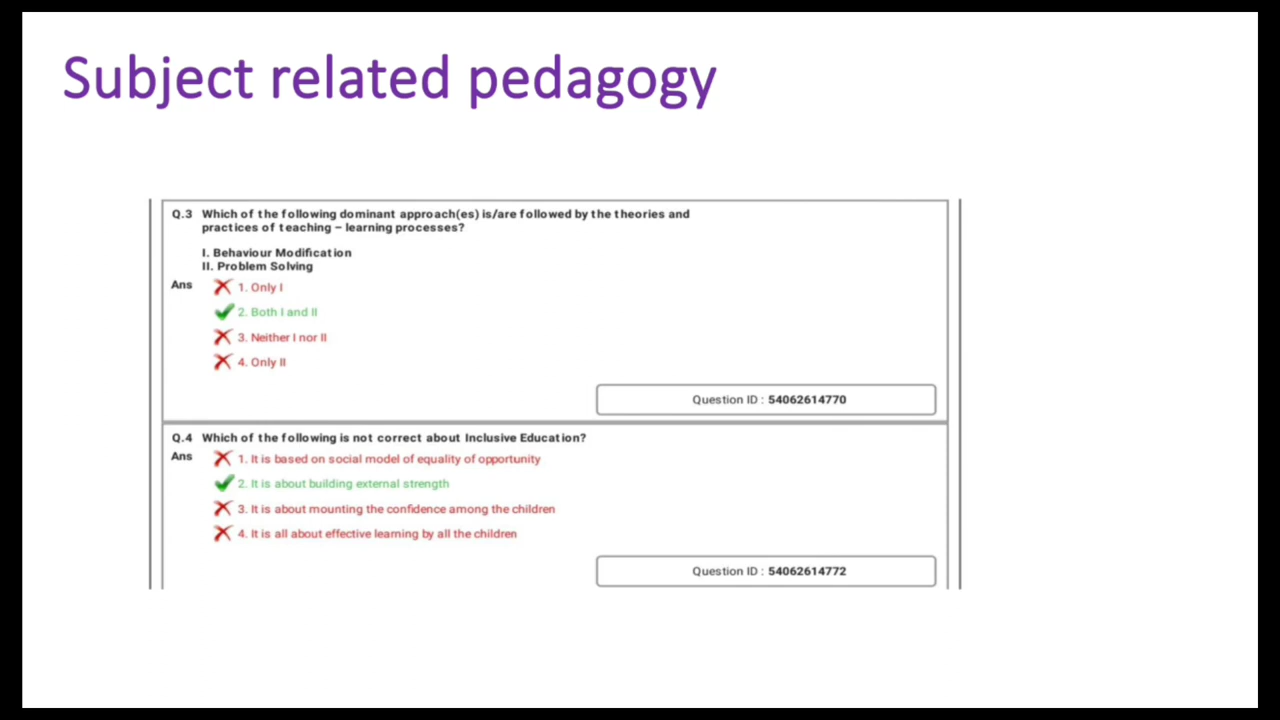 Subject related pedagogy
Q.3 Which of the following dominant approach(es) is/are followed by the theories and
practices of teaching – learning processes?
I. Behaviour Modification
II. Problem Solving
Ans 1. Only I
2. Both I and II
3. Neither I nor II
4. Only II
Question ID : 54062614770
Q.4 Which of the following is not correct about Inclusive Education?
Ans 1. It is based on social model of equality of opportunity
2. It is about building external strength
3. It is about mounting the confidence among the children
4. It is all about effective learning by all the children
Question ID : 54062614772